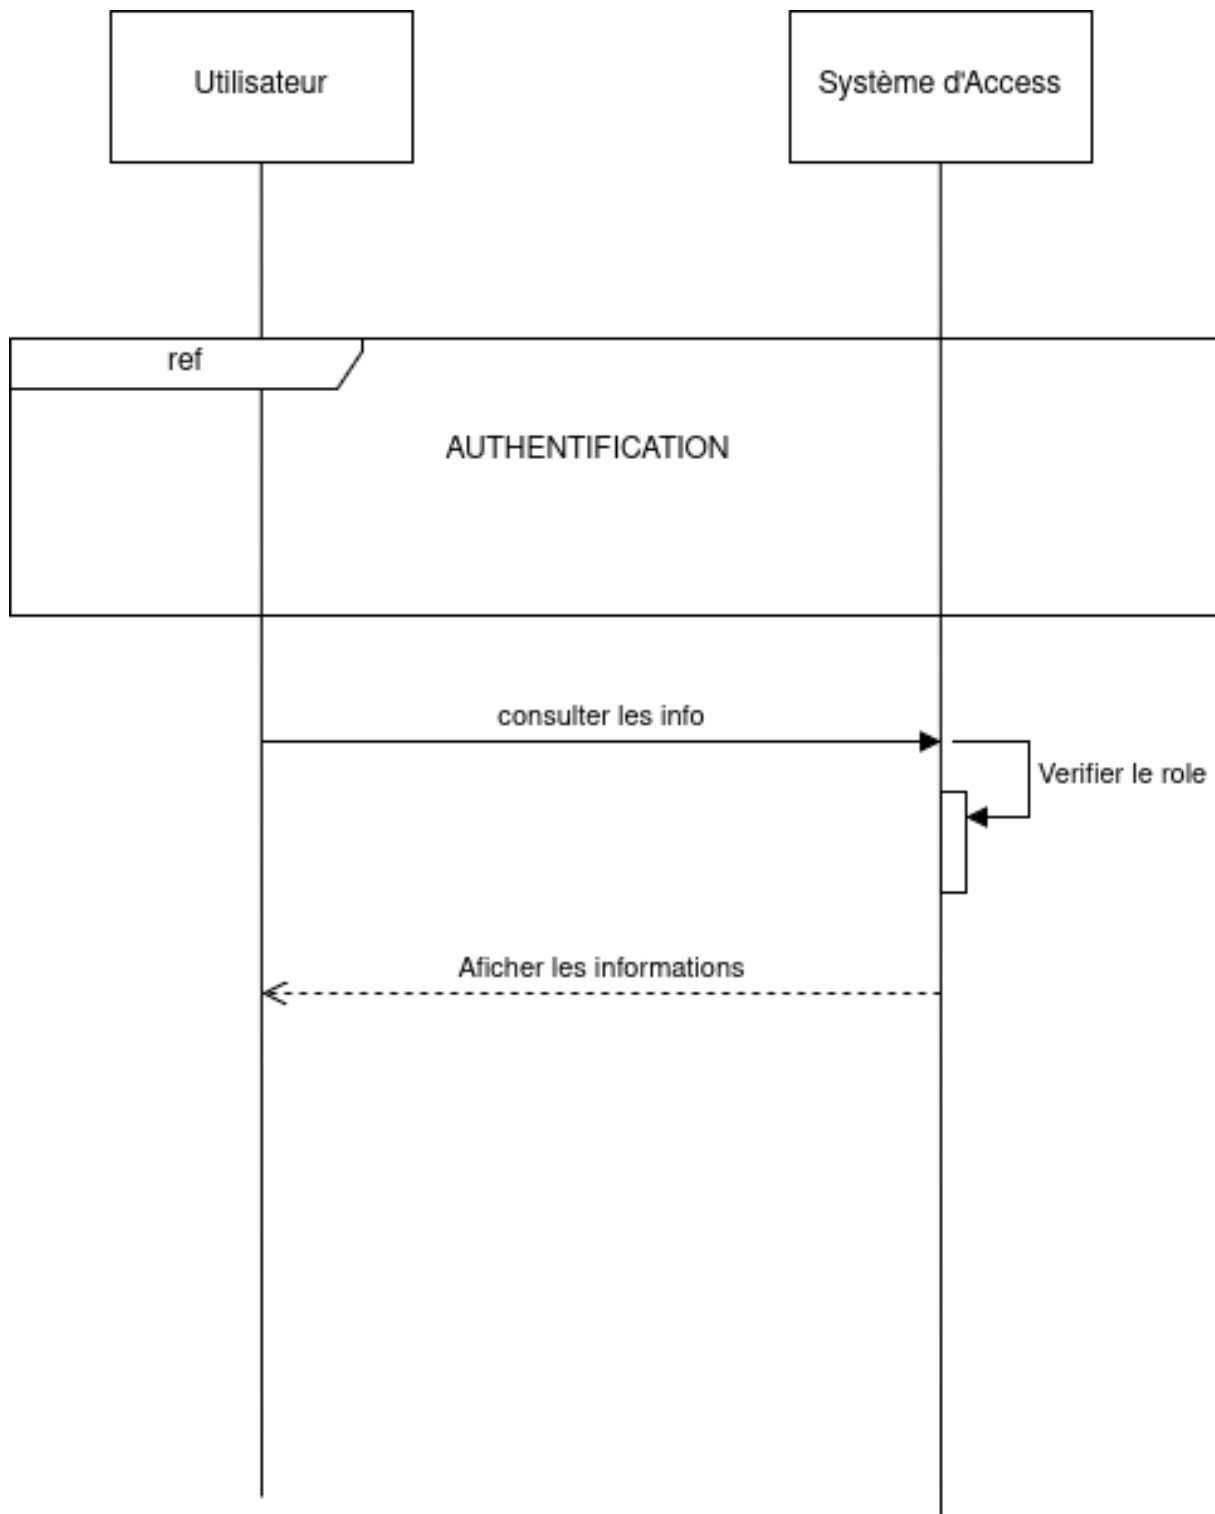 Utilisateur
Système d'Access
ref
AUTHENTIFICATION
consulter les info
Verifier le role
Aficher les informations